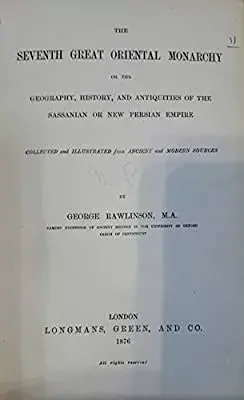 THE
SEVENTH GREAT ORIENTAL MONARCHY
OR THE
GEOGRAPHY, HISTORY, AND ANTIQUITIES OF THE
SASSANIAN OR NEW PERSIAN EMPIRE
COLLECTED and ILLUSTRATED from ANCIENT and MODERN SOURCES
BY
GEORGE RAWLINSON, M.A.
CAMDEN PROFESSOR OF ANCIENT HISTORY IN THE UNIVERSITY OF OXFORD
CANON OF CANTERBURY
LONDON
LONGMANS, GREEN, AND CO.
1876
All rights reserved